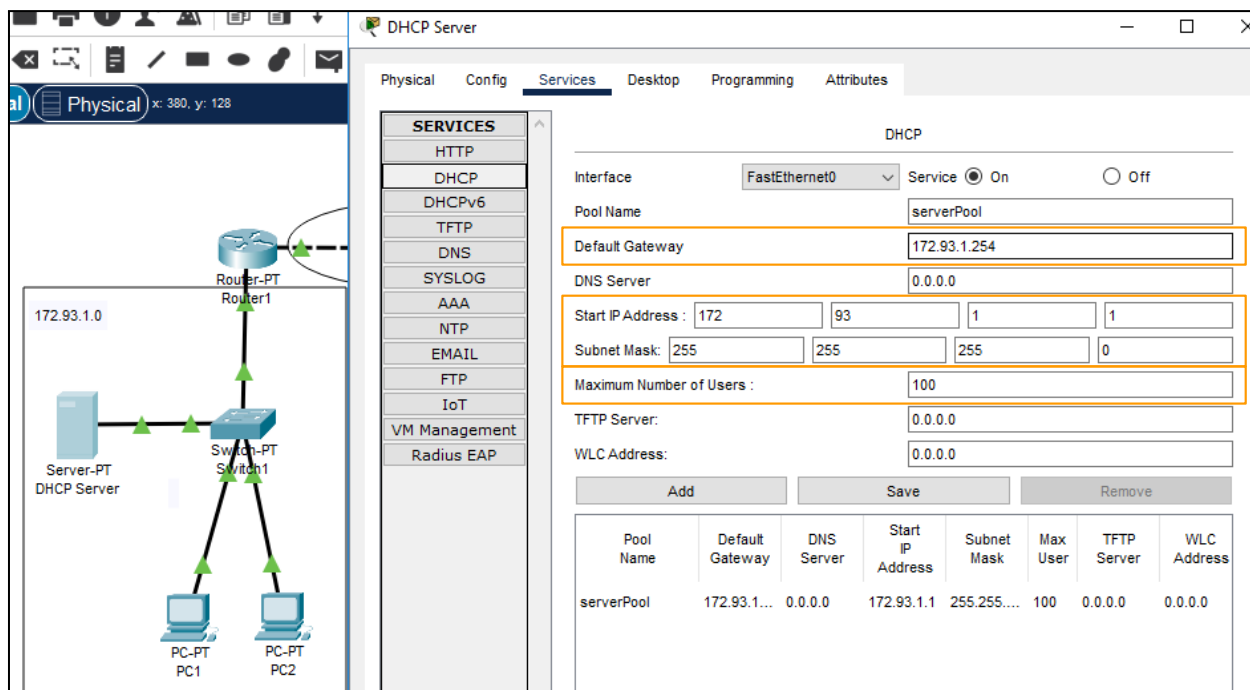 DHCP Server
Physical Config Services Desktop Programming Attributes
al Physical x: 380, y: 128
Router-PT
Router1
172.93.1.0
Server-PT
DHCP Server
Switch-PT
Switch1
PC-PT
PC1
PC-PT
PC2
SERVICES
HTTP
DHCP
DHCPv6
TFTP
DNS
SYSLOG
AAA
NTP
EMAIL
FTP
IoT
VM Management
Radius EAP
DHCP
Interface FastEthernet0 Service On Off
Pool Name serverPool
Default Gateway 172.93.1.254
DNS Server 0.0.0.0
Start IP Address : 172 93 1 1
Subnet Mask: 255 255 255 0
Maximum Number of Users : 100
TFTP Server: 0.0.0.0
WLC Address: 0.0.0.0
Add Save Remove
Pool Name Default Gateway DNS Server Start IP Address Subnet Mask Max User TFTP Server WLC Address
serverPool 172.93.1... 0.0.0.0 172.93.1.1 255.255.... 100 0.0.0.0 0.0.0.0